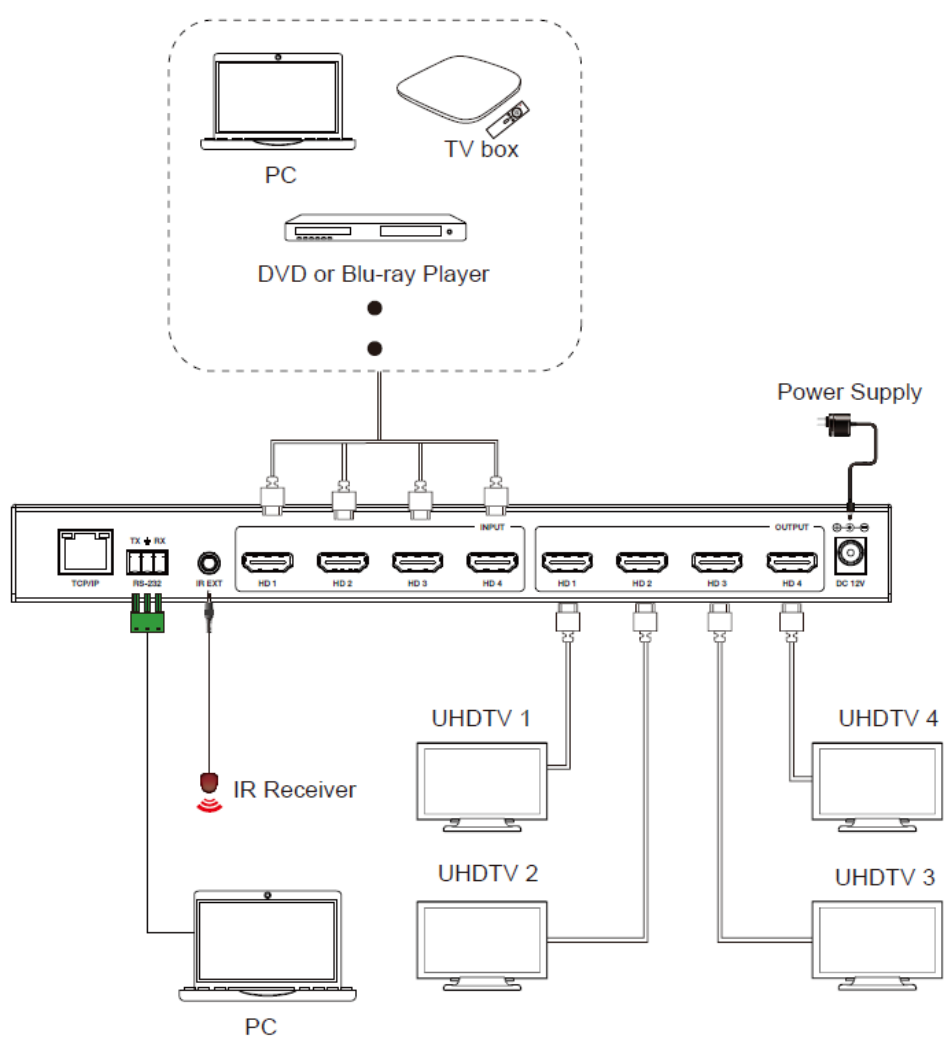 PC
TV box
DVD or Blu-ray Player
Power Supply
INPUT
OUTPUT
TX RX
TCP/IP
RS-232
IR EXT
HD 1
HD 2
HD 3
HD 4
HD 1
HD 2
HD 3
HD 4
DC 12V
UHDTV 1
UHDTV 4
IR Receiver
UHDTV 2
UHDTV 3
PC